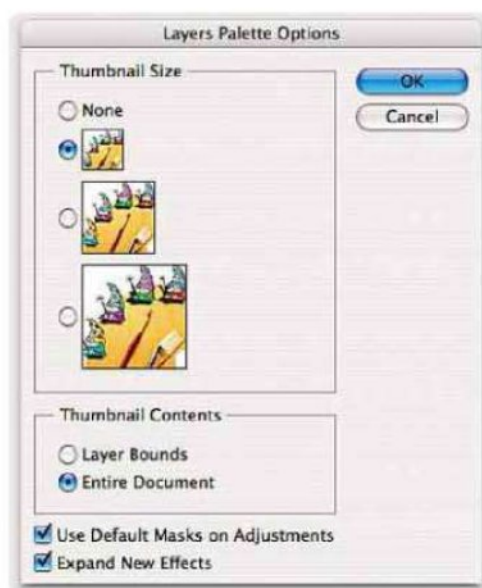 Layers Palette Options
Thumbnail Size
OK
None
Cancel
Thumbnail Contents
Layer Bounds
Entire Document
Use Default Masks on Adjustments
Expand New Effects